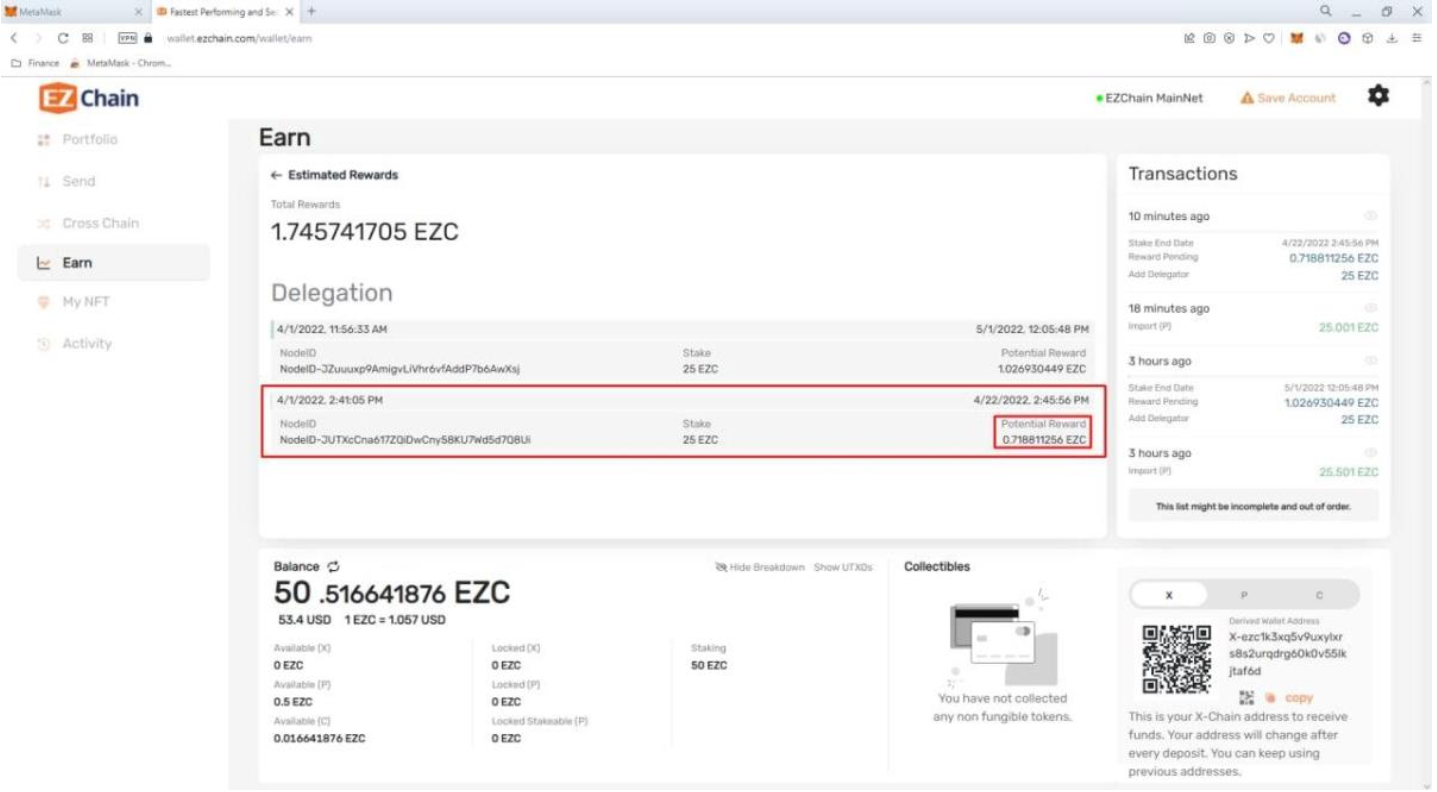 MetaMask
Fastest Performing and Se
VPN wallet.ezchain.com/wallet/earn
Finance MetaMask - Chrom...
EZ Chain
EZChain MainNet Save Account
Portfolio
Send
Cross Chain
Earn
My NFT
Activity
Earn
← Estimated Rewards
Total Rewards
1.745741705 EZC
Delegation
4/1/2022, 11:56:33 AM 5/1/2022, 12:05:48 PM
NodeID Stake Potential Reward
NodeID-JZuuuxp9AmigvLiVhr6vfAddP7b6AwXsj 25 EZC 1.026930449 EZC
4/1/2022, 2:41:05 PM 4/22/2022, 2:45:56 PM
NodeID Stake Potential Reward
NodeID-JUTXcCna617ZQiDwCny58KU7Wd5d7Q8Ui 25 EZC 0.718811256 EZC
Transactions
10 minutes ago
Stake End Date 4/22/2022 2:45:56 PM
Reward Pending 0.718811256 EZC
Add Delegator 25 EZC
18 minutes ago
Import (P) 25.001 EZC
3 hours ago
Stake End Date 5/1/2022 12:05:48 PM
Reward Pending 1.026930449 EZC
Add Delegator 25 EZC
3 hours ago
Import (P) 25.501 EZC
This list might be incomplete and out of order.
Balance Hide Breakdown Show UTXOs
50 .516641876 EZC
53.4 USD 1 EZC = 1.057 USD
Available (X) Locked (X) Staking
0 EZC 0 EZC 50 EZC
Available (P) Locked (P)
0.5 EZC 0 EZC
Available (C) Locked Stakeable (P)
0.016641876 EZC 0 EZC
Collectibles
You have not collected
any non fungible tokens.
X P C
Derived Wallet Address
X-ezc1k3xq5v9uxylxr
s8s2urqdrg60k0v55lk
jtaf6d
copy
This is your X-Chain address to receive
funds. Your address will change after
every deposit. You can keep using
previous addresses.